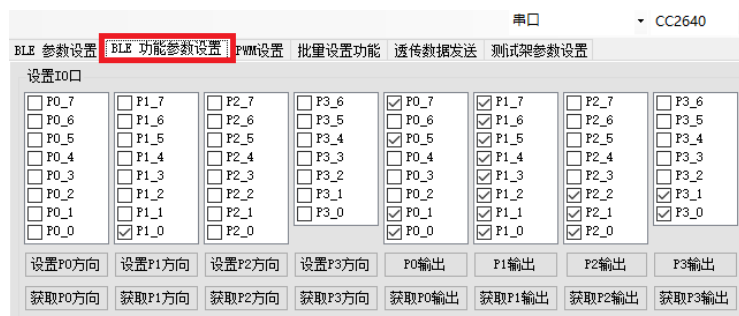 串口 CC2640
BLE 参数设置 BLE 功能参数设置 PWM设置 批量设置功能 透传数据发送 测试架参数设置
设置IO口
P0_7 P1_7 P2_7 P3_6 P0_7 P1_7 P2_7 P3_6
P0_6 P1_6 P2_6 P3_5 P0_6 P1_6 P2_6 P3_5
P0_5 P1_5 P2_5 P3_4 P0_5 P1_5 P2_5 P3_4
P0_4 P1_4 P2_4 P3_3 P0_4 P1_4 P2_4 P3_3
P0_3 P1_3 P2_3 P3_2 P0_3 P1_3 P2_3 P3_2
P0_2 P1_2 P2_2 P3_1 P0_2 P1_2 P2_2 P3_1
P0_1 P1_1 P2_1 P3_0 P0_1 P1_1 P2_1 P3_0
P0_0 P1_0 P2_0 P0_0 P1_0 P2_0
设置P0方向 设置P1方向 设置P2方向 设置P3方向 P0输出 P1输出 P2输出 P3输出
获取P0方向 获取P1方向 获取P2方向 获取P3方向 获取P0输出 获取P1输出 获取P2输出 获取P3输出